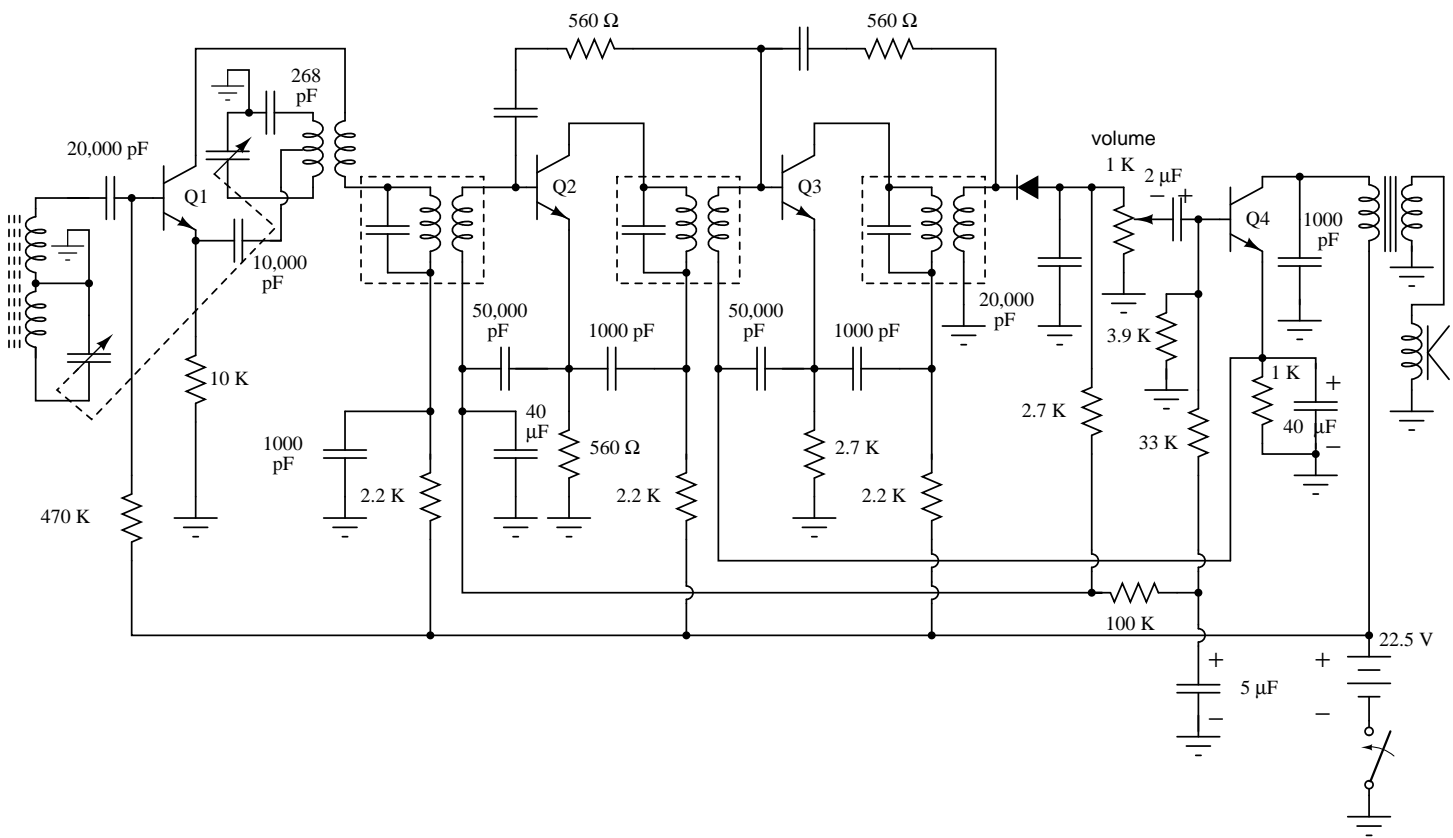 560 Ω
560 Ω
268
pF
volume
1 K
20,000 pF
2 μF
−
+
Q1
Q2
Q3
Q4
1000
pF
10,000
pF
50,000
pF
1000 pF
50,000
pF
1000 pF
20,000
pF
3.9 K
10 K
1 K
+
40 μF
−
2.7 K
33 K
1000
pF
40
μF
560 Ω
2.7 K
2.2 K
2.2 K
2.2 K
470 K
100 K
22.5 V
+
+
5 μF
−
−